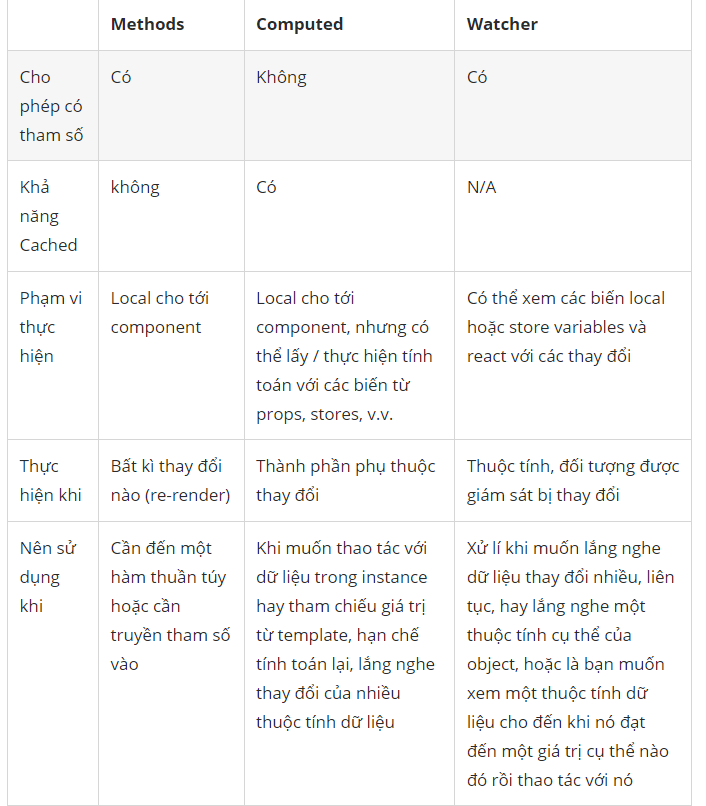 Methods
Computed
Watcher
Cho
phép có
tham số
Có
Không
Có
Khả
năng
Cached
không
Có
N/A
Phạm vi
thực
hiện
Local cho tới
component
Local cho tới
component, nhưng có
thể lấy / thực hiện tính
toán với các biến từ
props, stores, v.v.
Có thể xem các biến local
hoặc store variables và
react với các thay đổi
Thực
hiện khi
Bất kì thay đổi
nào (re-render)
Thành phần phụ thuộc
thay đổi
Thuộc tính, đối tượng được
giám sát bị thay đổi
Nên sử
dụng
khi
Cần đến một
hàm thuần túy
hoặc cần
truyền tham số
vào
Khi muốn thao tác với
dữ liệu trong instance
hay tham chiếu giá trị
từ template, hạn chế
tính toán lại, lắng nghe
thay đổi của nhiều
thuộc tính dữ liệu
Xử lí khi muốn lắng nghe
dữ liệu thay đổi nhiều, liên
tục, hay lắng nghe một
thuộc tính cụ thể của
object, hoặc là bạn muốn
xem một thuộc tính dữ
liệu cho đến khi nó đạt
đến một giá trị cụ thể nào
đó rồi thao tác với nó